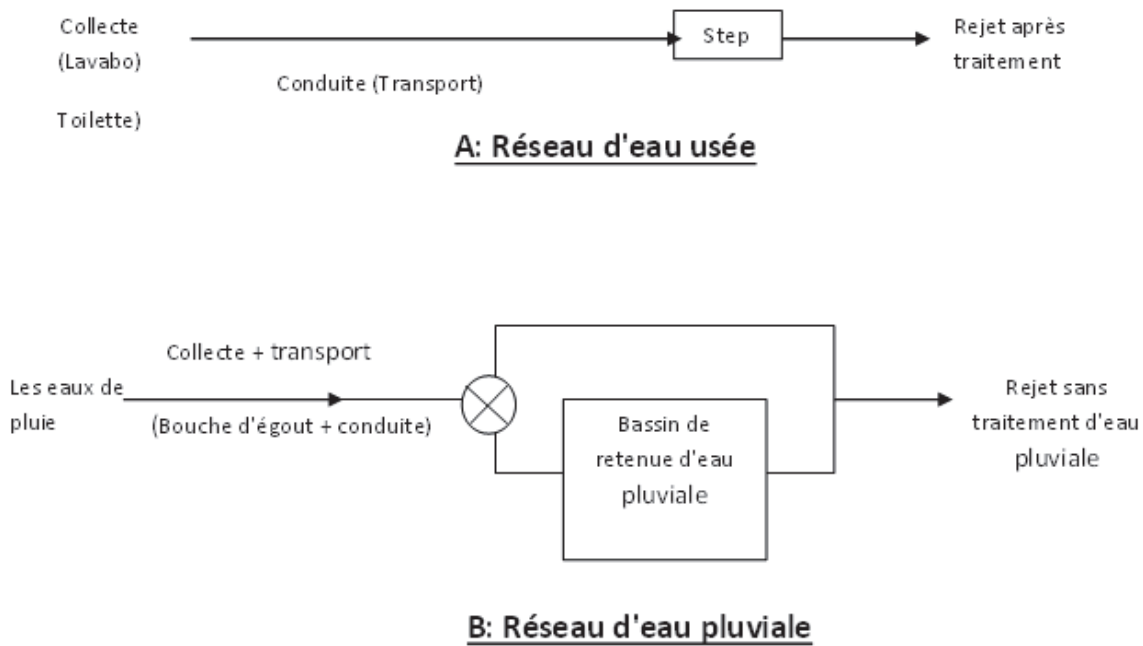 Collecte
(Lavabo)
Toilette)
Conduite (Transport)
Step
Rejet après
traitement
A: Réseau d'eau usée
Les eaux de
pluie
Collecte + transport
(Bouche d'égout + conduite)
Bassin de
retenue d'eau
pluviale
Rejet sans
traitement d'eau
pluviale
B: Réseau d'eau pluviale